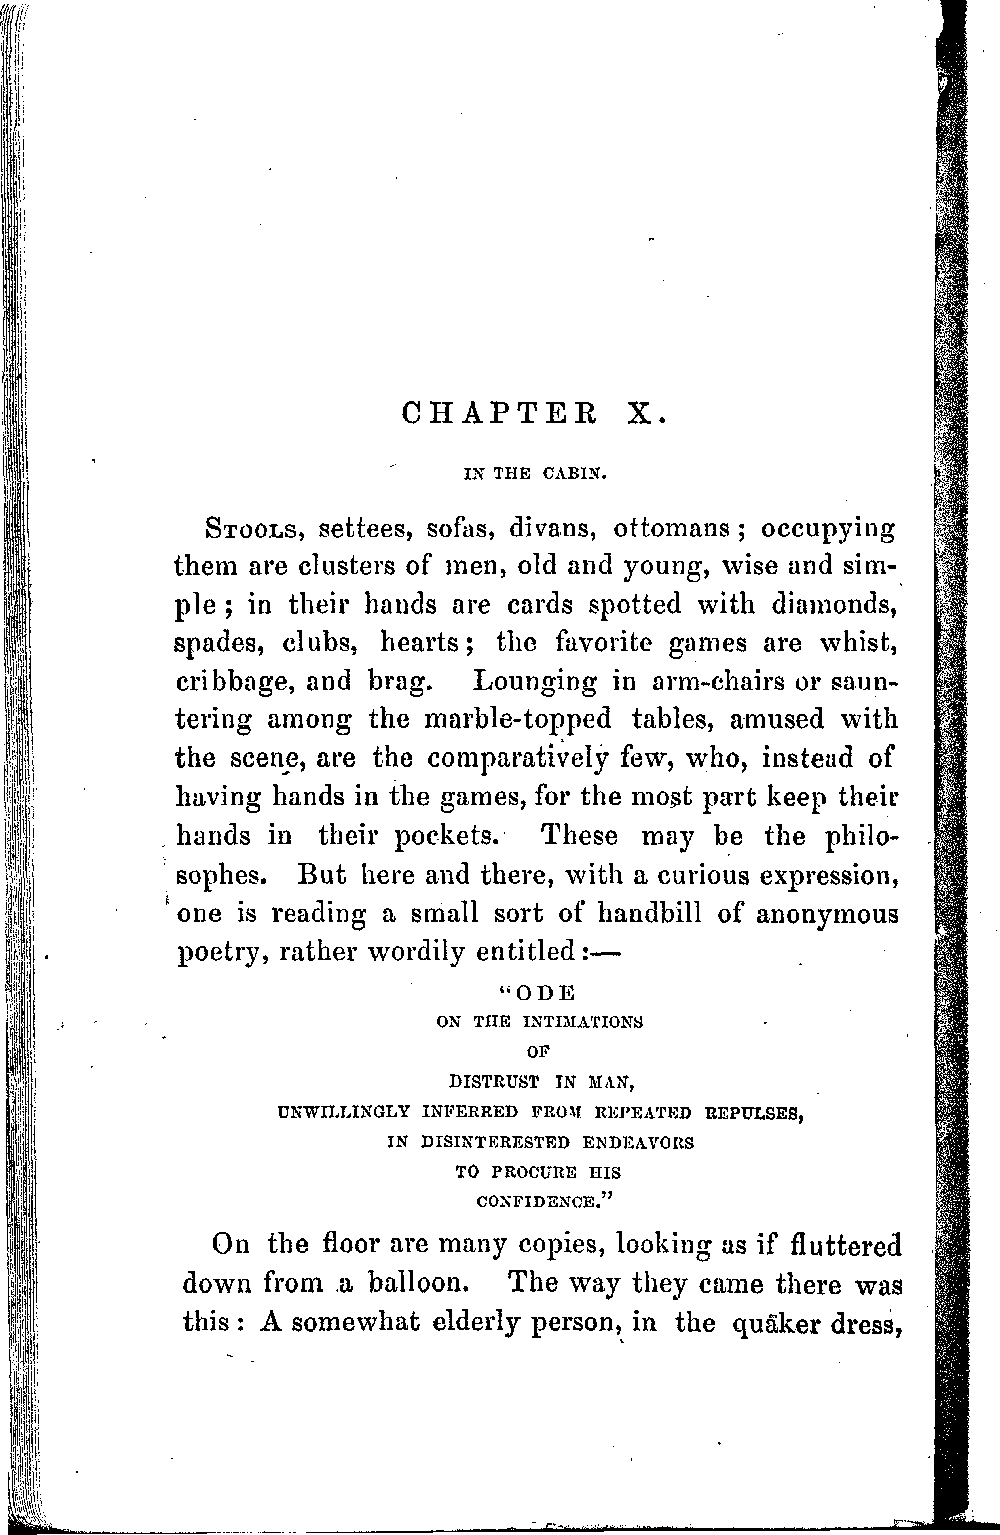 CHAPTER X.
IN THE CABIN.
STOOLS, settees, sofas, divans, ottomans; occupying
them are clusters of men, old and young, wise and sim-
ple; in their hands are cards spotted with diamonds,
spades, clubs, hearts; the favorite games are whist,
cribbage, and brag. Lounging in arm-chairs or saun-
tering among the marble-topped tables, amused with
the scene, are the comparatively few, who, instead of
having hands in the games, for the most part keep their
hands in their pockets. These may be the philo-
sophes. But here and there, with a curious expression,
one is reading a small sort of handbill of anonymous
poetry, rather wordily entitled:—
"ODE
ON THE INTIMATIONS
OF
DISTRUST IN MAN,
UNWILLINGLY INFERRED FROM REPEATED REPULSES,
IN DISINTERESTED ENDEAVORS
TO PROCURE HIS
CONFIDENCE."
On the floor are many copies, looking as if fluttered
down from a balloon. The way they came there was
this: A somewhat elderly person, in the quaker dress,